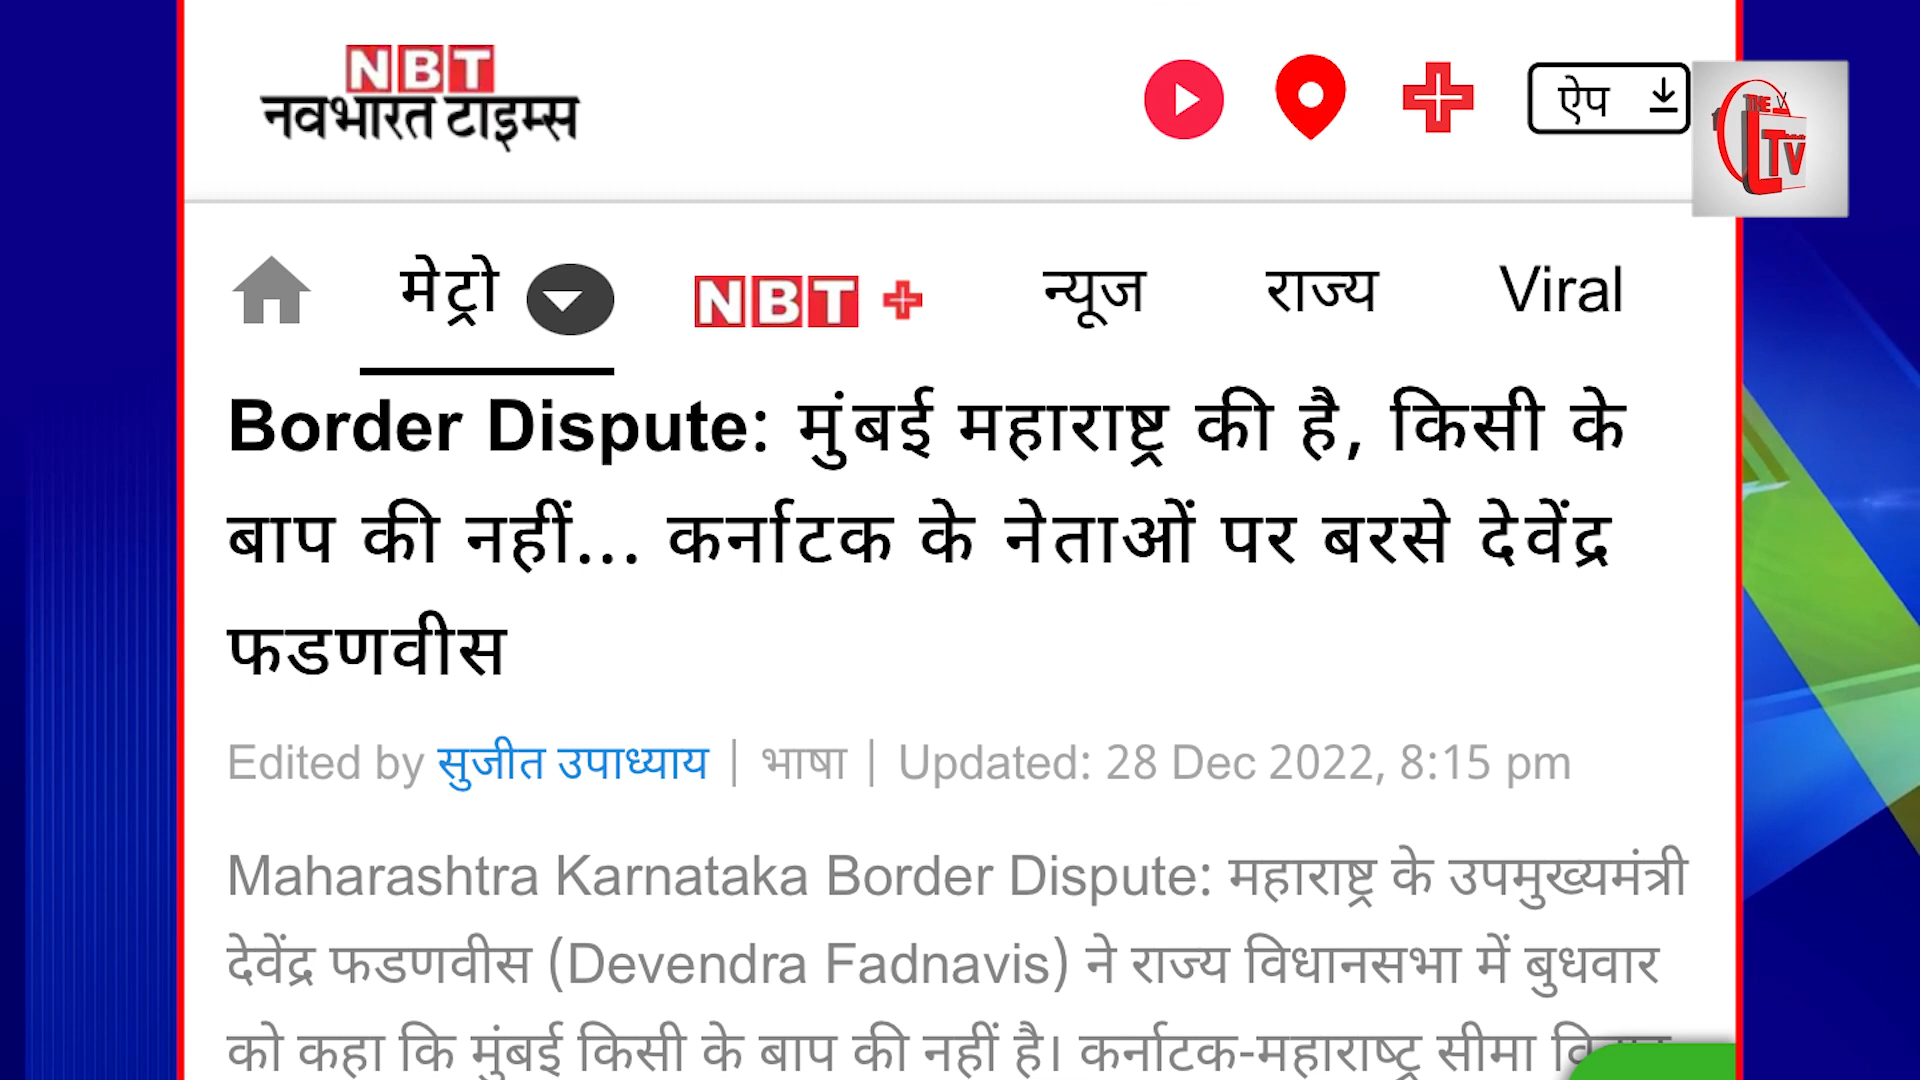 NBT
नवभारत टाइम्स
ऐप
THE
TV
मेट्रो
NBT +
न्यूज
राज्य
Viral
Border Dispute: मुंबई महाराष्ट्र की है, किसी के
बाप की नहीं... कर्नाटक के नेताओं पर बरसे देवेंद्र
फडणवीस
Edited by सुजीत उपाध्याय | भाषा | Updated: 28 Dec 2022, 8:15 pm
Maharashtra Karnataka Border Dispute: महाराष्ट्र के उपमुख्यमंत्री
देवेंद्र फडणवीस (Devendra Fadnavis) ने राज्य विधानसभा में बुधवार
को कहा कि मुंबई किसी के बाप की नहीं है। कर्नाटक-महाराष्ट्र सीमा